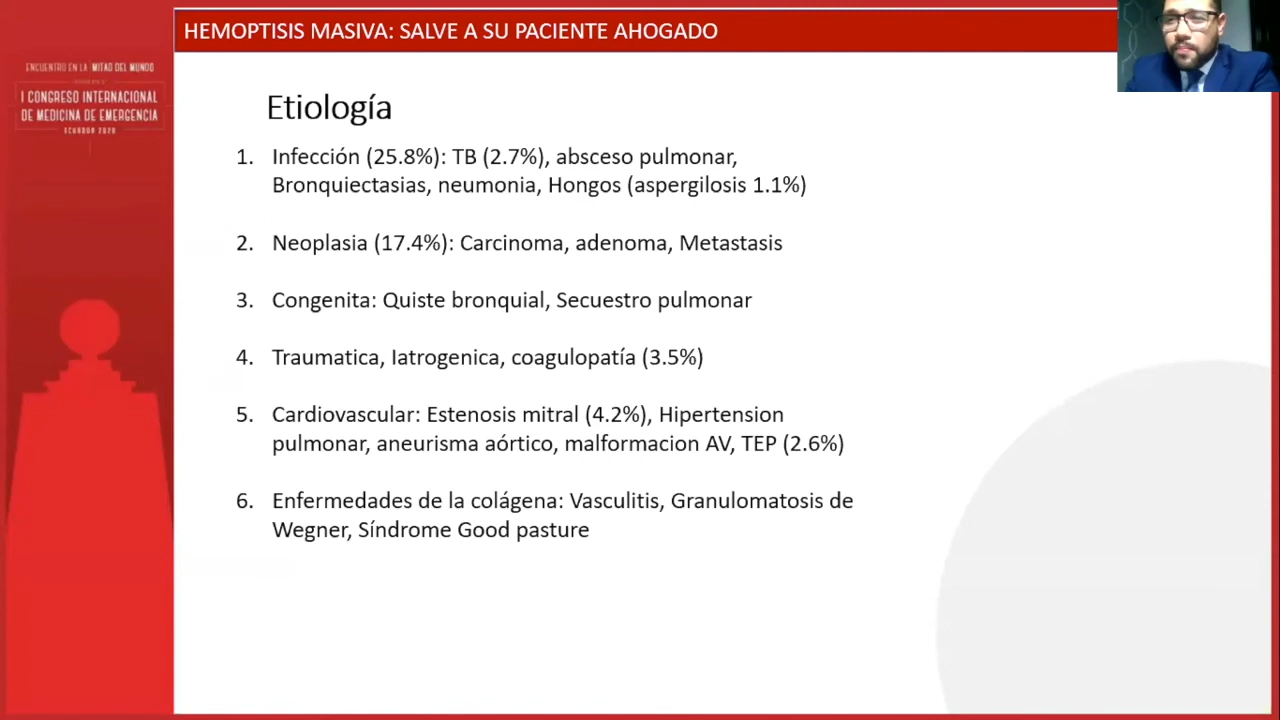 HEMOPTISIS MASIVA: SALVE A SU PACIENTE AHOGADO
ENCUENTRO EN LA MITAD DEL MUNDO
I CONGRESO INTERNACIONAL
DE MEDICINA DE EMERGENCIA
ECUADOR 2020
Etiología
1. Infección (25.8%): TB (2.7%), absceso pulmonar,
Bronquiectasias, neumonia, Hongos (aspergilosis 1.1%)
2. Neoplasia (17.4%): Carcinoma, adenoma, Metastasis
3. Congenita: Quiste bronquial, Secuestro pulmonar
4. Traumatica, Iatrogenica, coagulopatía (3.5%)
5. Cardiovascular: Estenosis mitral (4.2%), Hipertension
pulmonar, aneurisma aórtico, malformacion AV, TEP (2.6%)
6. Enfermedades de la colágena: Vasculitis, Granulomatosis de
Wegner, Síndrome Good pasture